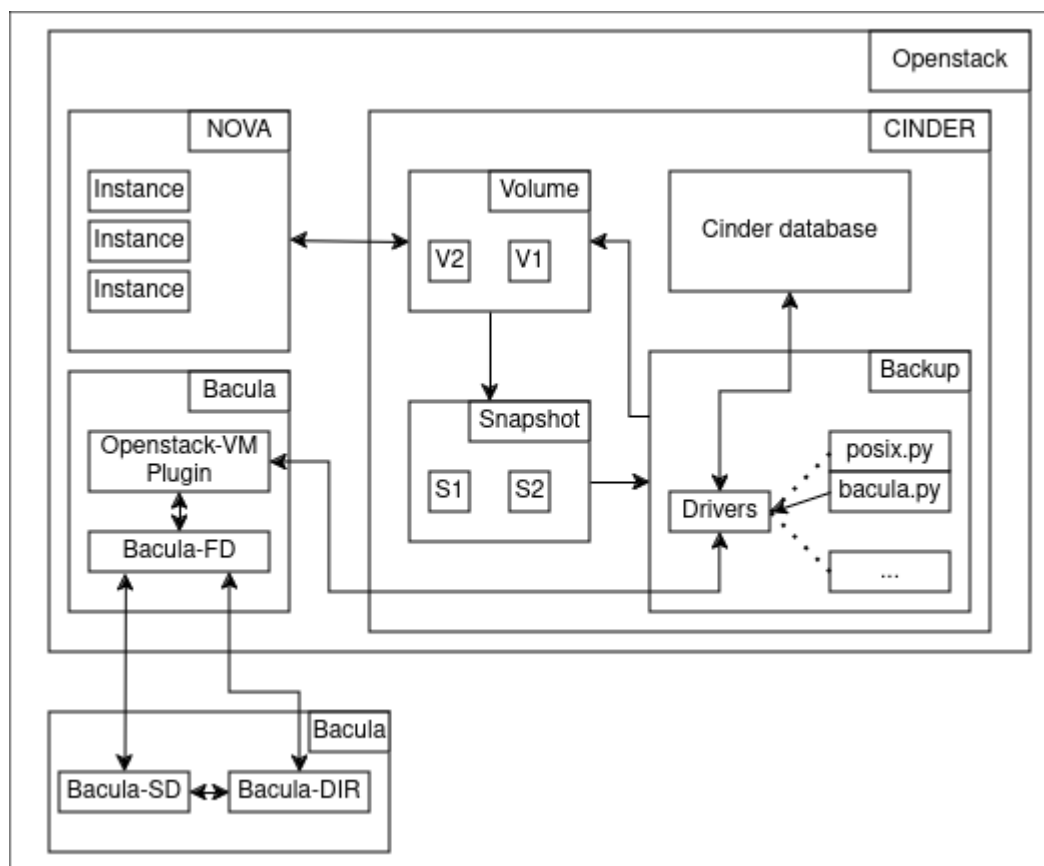 Openstack
NOVA
Instance
Instance
Instance
CINDER
Volume
V2
V1
Cinder database
Snapshot
S1
S2
Backup
posix.py
bacula.py
Drivers
...
Bacula
Openstack-VM
Plugin
Bacula-FD
Bacula
Bacula-SD
Bacula-DIR